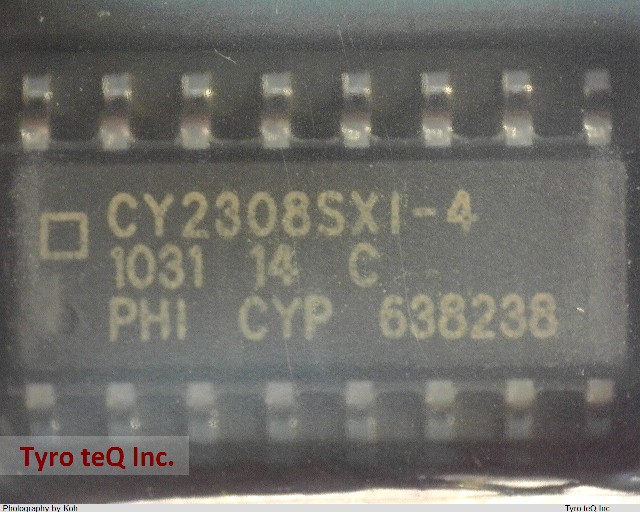 CY2308SXI-4
1031 14 C
PHI CYP 638238
Tyro teQ Inc.
Photography by Koh
Tyro teQ Inc